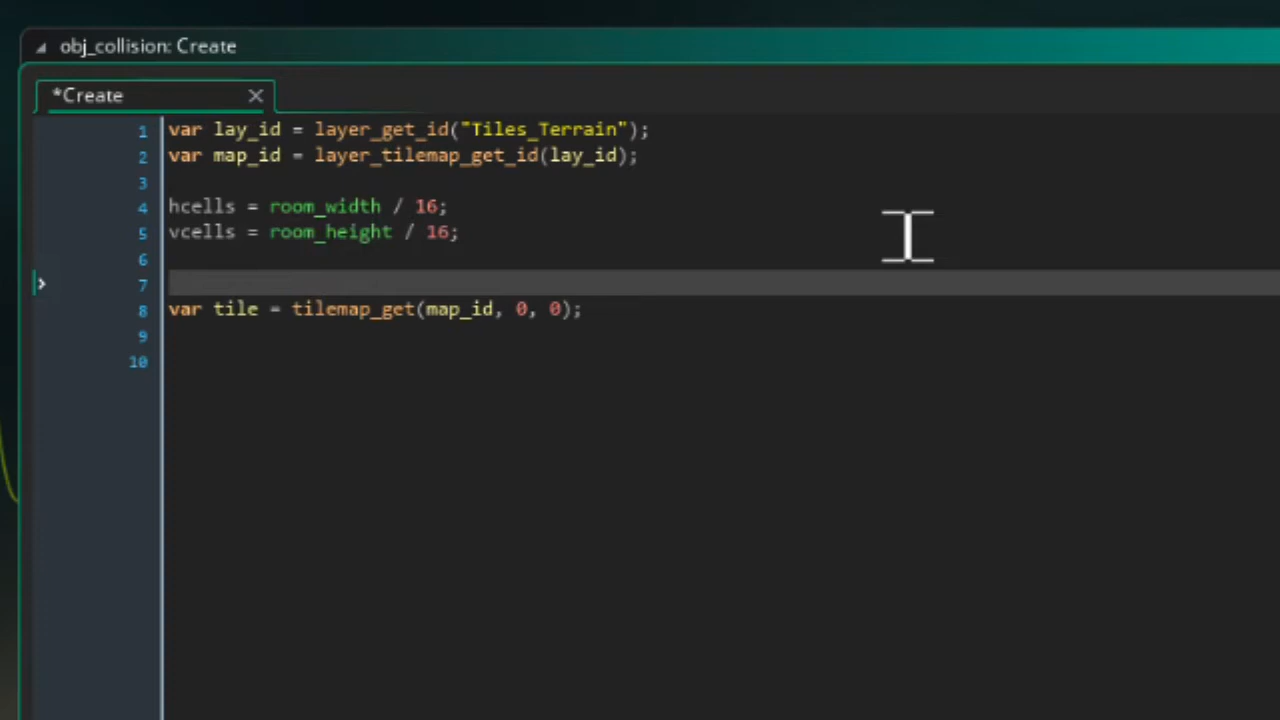 obj_collision: Create
*Create
1 var lay_id = layer_get_id("Tiles_Terrain");
2 var map_id = layer_tilemap_get_id(lay_id);
3
4 hcells = room_width / 16;
5 vcells = room_height / 16;
6
7
8 var tile = tilemap_get(map_id, 0, 0);
9
10